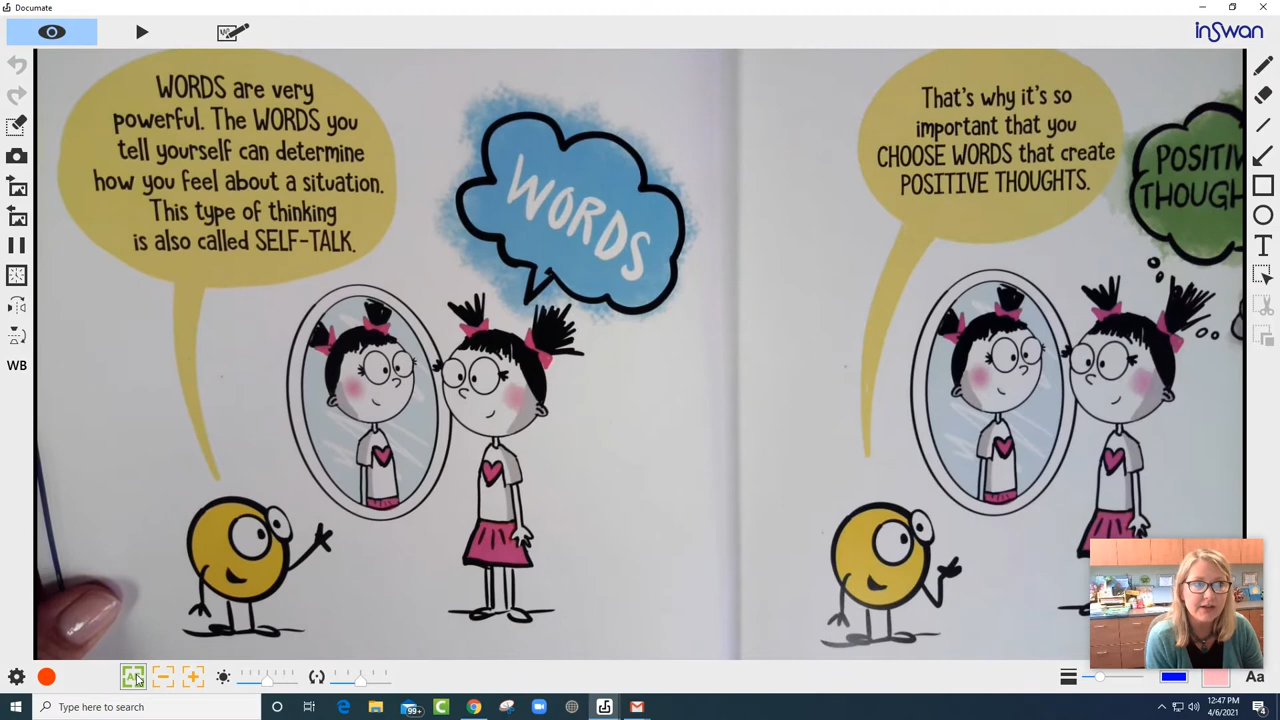 Documate
inswan
WORDS are very
powerful. The WORDS you
tell yourself can determine
how you feel about a situation.
This type of thinking
is also called SELF-TALK.
WORDS
That's why it's so
important that you
CHOOSE WORDS that create
POSITIVE THOUGHTS.
WB
T
Aa
Type here to search
99+
12:47 PM
4/6/2021
4